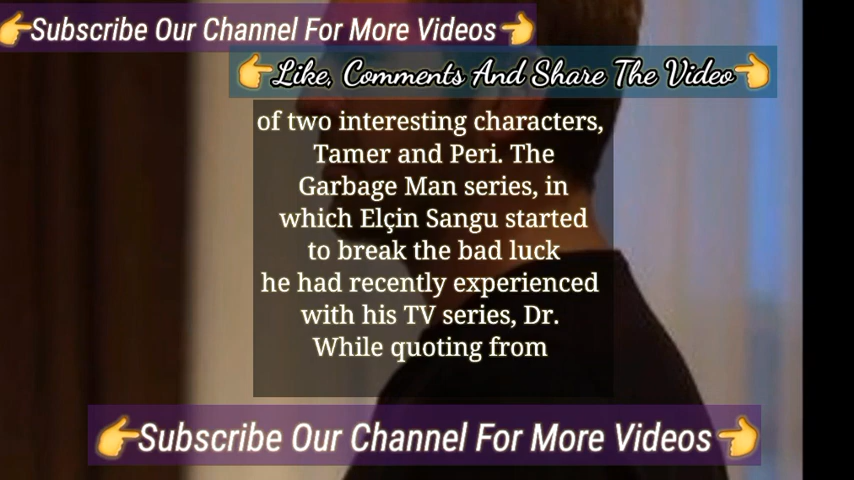 👉Subscribe Our Channel For More Videos👈
👉Like, Comments And Share The Video👈
of two interesting characters,
Tamer and Peri. The
Garbage Man series, in
which Elçin Sangu started
to break the bad luck
he had recently experienced
with his TV series, Dr.
While quoting from
👉Subscribe Our Channel For More Videos👈